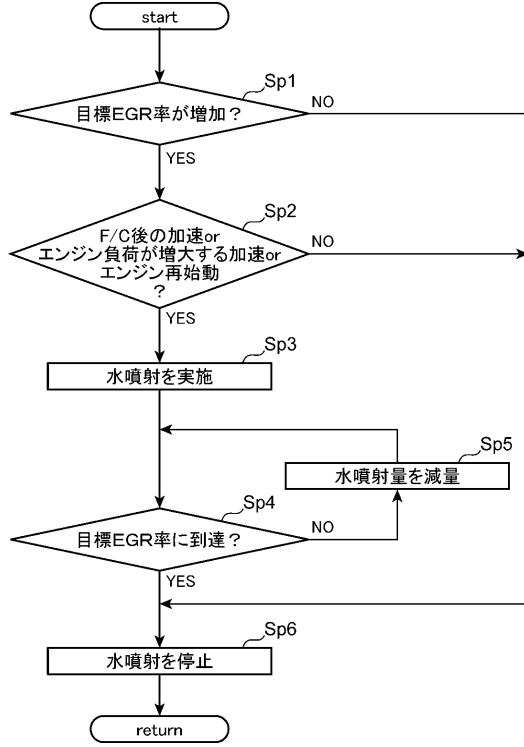 start
Sp1
目標EGR率が増加？
NO
YES
Sp2
F/C後の加速or
エンジン負荷が増大する加速or
エンジン再始動
？
NO
YES
Sp3
水噴射を実施
Sp5
水噴射量を減量
Sp4
目標EGR率に到達？
NO
YES
Sp6
水噴射を停止
return